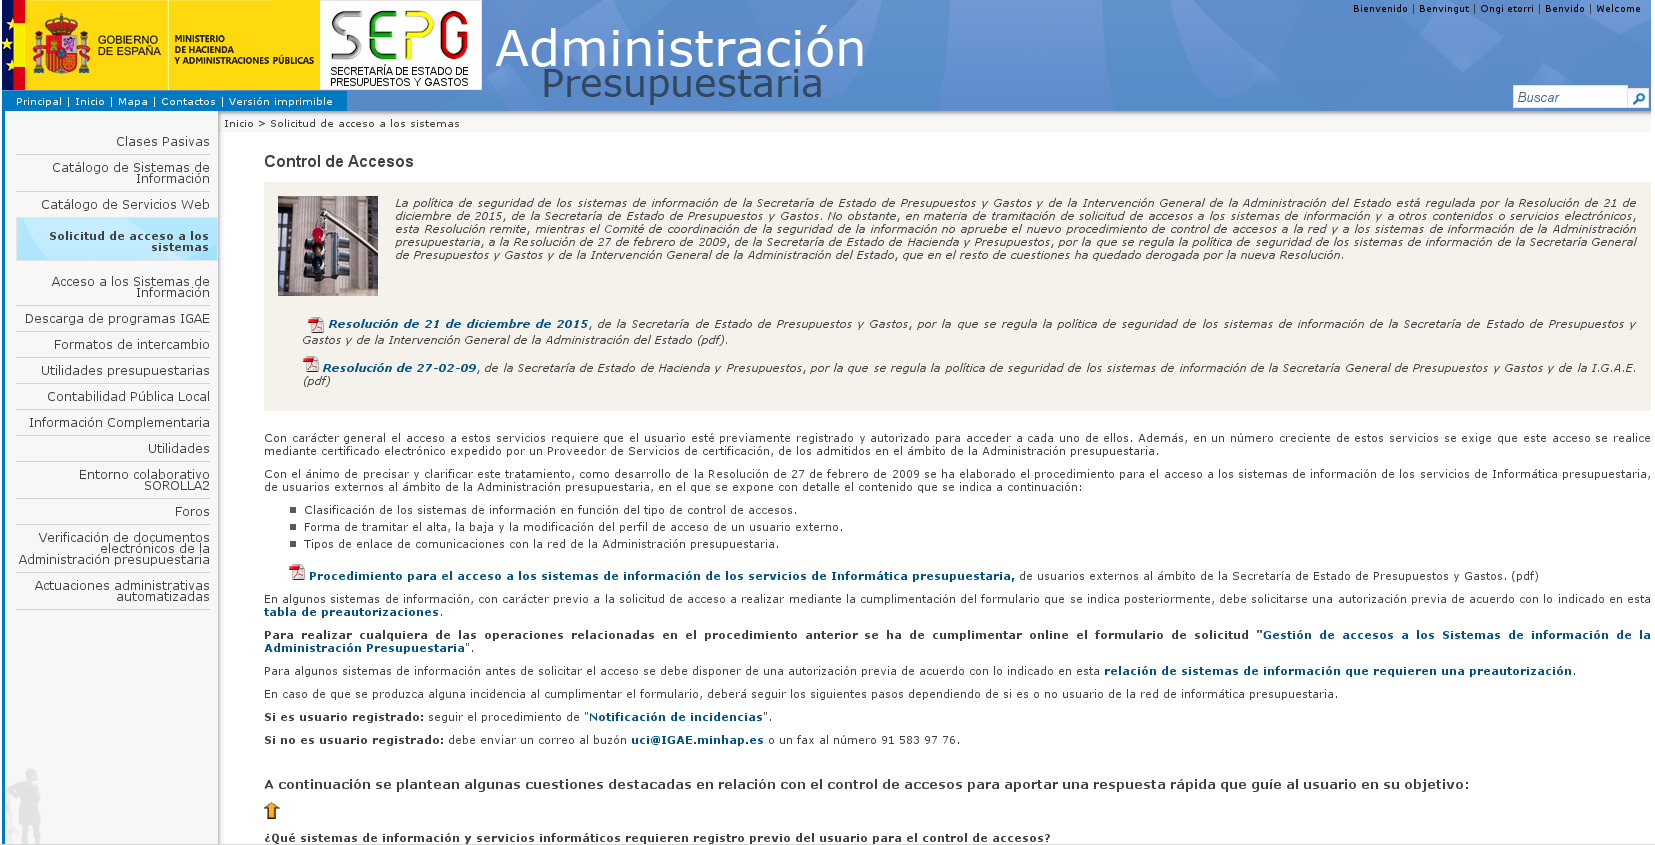 Bienvenido | Benvingut | Ongi etorri | Benvido | Welcome
GOBIERNO
DE ESPAÑA
MINISTERIO
DE HACIENDA
Y ADMINISTRACIONES PÚBLICAS
SEPG
SECRETARÍA DE ESTADO DE
PRESUPUESTOS Y GASTOS
Administración
Presupuestaria
Principal | Inicio | Mapa | Contactos | Versión imprimible
Buscar
Inicio > Solicitud de acceso a los sistemas
Clases Pasivas
Catálogo de Sistemas de
Información
Catálogo de Servicios Web
Solicitud de acceso a los
sistemas
Acceso a los Sistemas de
Información
Descarga de programas IGAE
Formatos de intercambio
Utilidades presupuestarias
Contabilidad Pública Local
Información Complementaria
Utilidades
Entorno colaborativo
SOROLLA2
Foros
Verificación de documentos
electrónicos de la
Administración presupuestaria
Actuaciones administrativas
automatizadas
Control de Accesos
La política de seguridad de los sistemas de información de la Secretaría de Estado de Presupuestos y Gastos y de la Intervención General de la Administración del Estado está regulada por la Resolución de 21 de
diciembre de 2015, de la Secretaría de Estado de Presupuestos y Gastos. No obstante, en materia de tramitación de solicitud de accesos a los sistemas de información y a otros contenidos o servicios electrónicos,
esta Resolución remite, mientras el Comité de coordinación de la seguridad de la información no apruebe el nuevo procedimiento de control de accesos a la red y a los sistemas de información de la Administración
presupuestaria, a la Resolución de 27 de febrero de 2009, de la Secretaría de Estado de Hacienda y Presupuestos, por la que se regula la política de seguridad de los sistemas de información de la Secretaría General
de Presupuestos y Gastos y de la Intervención General de la Administración del Estado, que en el resto de cuestiones ha quedado derogada por la nueva Resolución.
Resolución de 21 de diciembre de 2015, de la Secretaría de Estado de Presupuestos y Gastos, por la que se regula la política de seguridad de los sistemas de información de la Secretaría de Estado de Presupuestos y
Gastos y de la Intervención General de la Administración del Estado (pdf).
Resolución de 27-02-09, de la Secretaría de Estado de Hacienda y Presupuestos, por la que se regula la política de seguridad de los sistemas de información de la Secretaría General de Presupuestos y Gastos y de la I.G.A.E.
(pdf)
Con carácter general el acceso a estos servicios requiere que el usuario esté previamente registrado y autorizado para acceder a cada uno de ellos. Además, en un número creciente de estos servicios se exige que este acceso se realice
mediante certificado electrónico expedido por un Proveedor de Servicios de certificación, de los admitidos en el ámbito de la Administración presupuestaria.
Con el ánimo de precisar y clarificar este tratamiento, como desarrollo de la Resolución de 27 de febrero de 2009 se ha elaborado el procedimiento para el acceso a los sistemas de información de los servicios de Informática presupuestaria,
de usuarios externos al ámbito de la Administración presupuestaria, en el que se expone con detalle el contenido que se indica a continuación:
Clasificación de los sistemas de información en función del tipo de control de accesos.
Forma de tramitar el alta, la baja y la modificación del perfil de acceso de un usuario externo.
Tipos de enlace de comunicaciones con la red de la Administración presupuestaria.
Procedimiento para el acceso a los sistemas de información de los servicios de Informática presupuestaria, de usuarios externos al ámbito de la Secretaría de Estado de Presupuestos y Gastos. (pdf)
En algunos sistemas de información, con carácter previo a la solicitud de acceso a realizar mediante la cumplimentación del formulario que se indica posteriormente, debe solicitarse una autorización previa de acuerdo con lo indicado en esta
tabla de preautorizaciones.
Para realizar cualquiera de las operaciones relacionadas en el procedimiento anterior se ha de cumplimentar online el formulario de solicitud "Gestión de accesos a los Sistemas de información de la
Administración Presupuestaria".
Para algunos sistemas de información antes de solicitar el acceso se debe disponer de una autorización previa de acuerdo con lo indicado en esta relación de sistemas de información que requieren una preautorización.
En caso de que se produzca alguna incidencia al cumplimentar el formulario, deberá seguir los siguientes pasos dependiendo de si es o no usuario de la red de informática presupuestaria.
Si es usuario registrado: seguir el procedimiento de "Notificación de incidencias".
Si no es usuario registrado: debe enviar un correo al buzón uci@IGAE.minhap.es o un fax al número 91 583 97 76.
A continuación se plantean algunas cuestiones destacadas en relación con el control de accesos para aportar una respuesta rápida que guíe al usuario en su objetivo:
¿Qué sistemas de información y servicios informáticos requieren registro previo del usuario para el control de accesos?